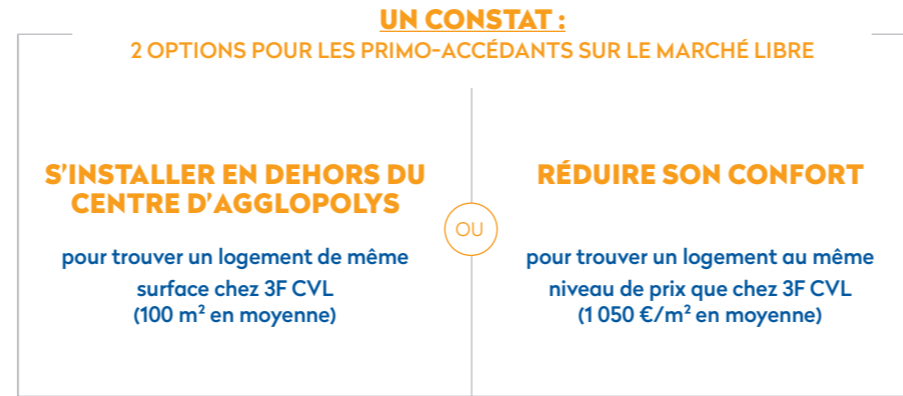 UN CONSTAT :
2 OPTIONS POUR LES PRIMO-ACCÉDANTS SUR LE MARCHÉ LIBRE
S'INSTALLER EN DEHORS DU
CENTRE D'AGGLOPOLYS
pour trouver un logement de même
surface chez 3F CVL
(100 m² en moyenne)
OU
RÉDUIRE SON CONFORT
pour trouver un logement au même
niveau de prix que chez 3F CVL
(1 050 €/m² en moyenne)